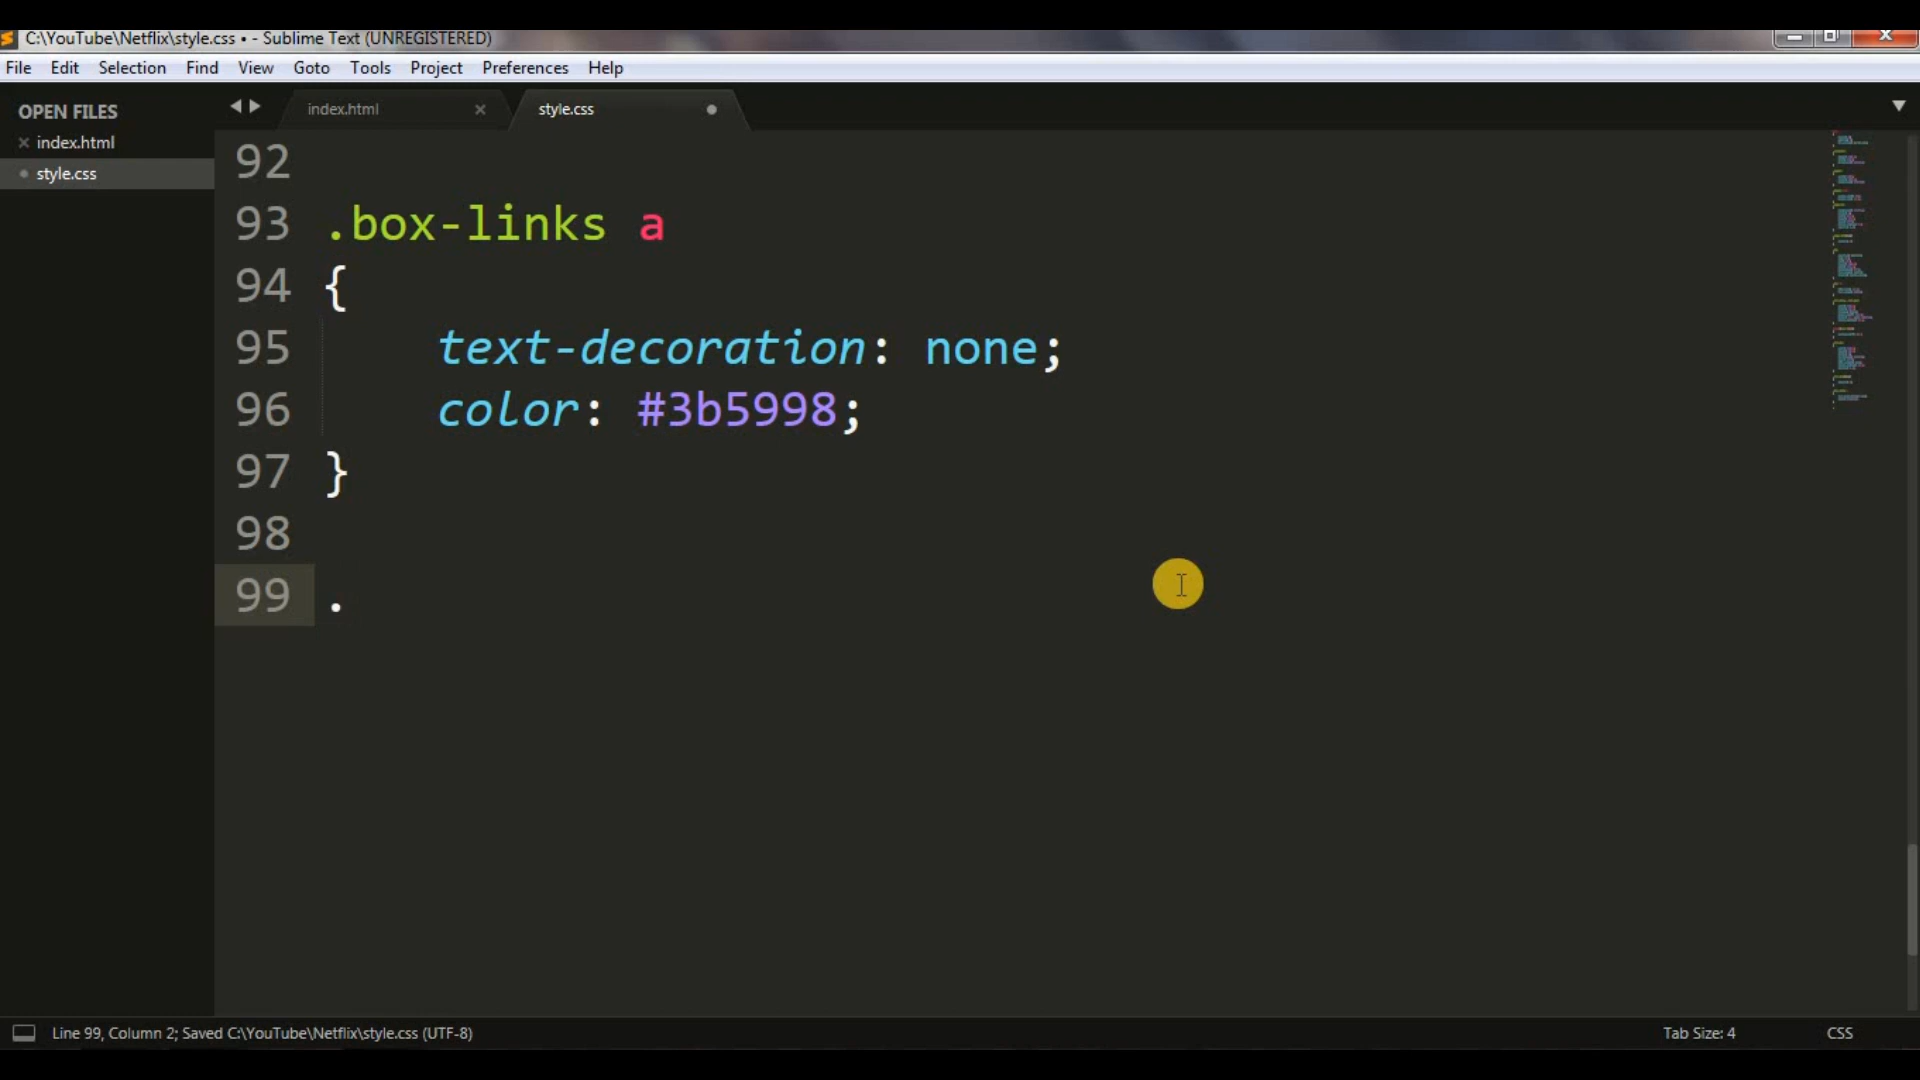 C:\YouTube\Netflix\style.css • - Sublime Text (UNREGISTERED)
File Edit Selection Find View Goto Tools Project Preferences Help
OPEN FILES
index.html
style.css
index.html
style.css
92
93 .box-links a
94 {
95 text-decoration: none;
96 color: #3b5998;
97 }
98
99 .
Line 99, Column 2; Saved C:\YouTube\Netflix\style.css (UTF-8)
Tab Size: 4
CSS